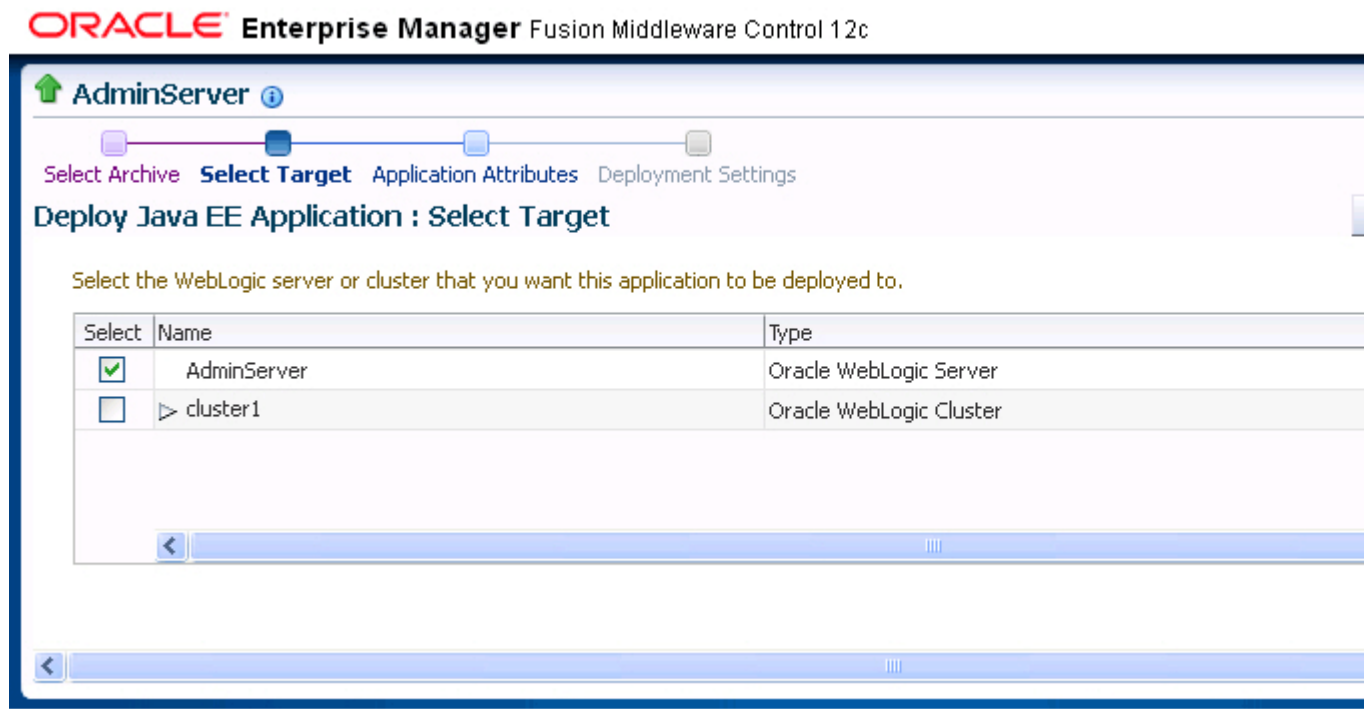 ORACLE Enterprise Manager Fusion Middleware Control 12c
AdminServer
Select Archive Select Target Application Attributes Deployment Settings
Deploy Java EE Application : Select Target
Select the WebLogic server or cluster that you want this application to be deployed to.
Select Name Type
AdminServer Oracle WebLogic Server
cluster1 Oracle WebLogic Cluster